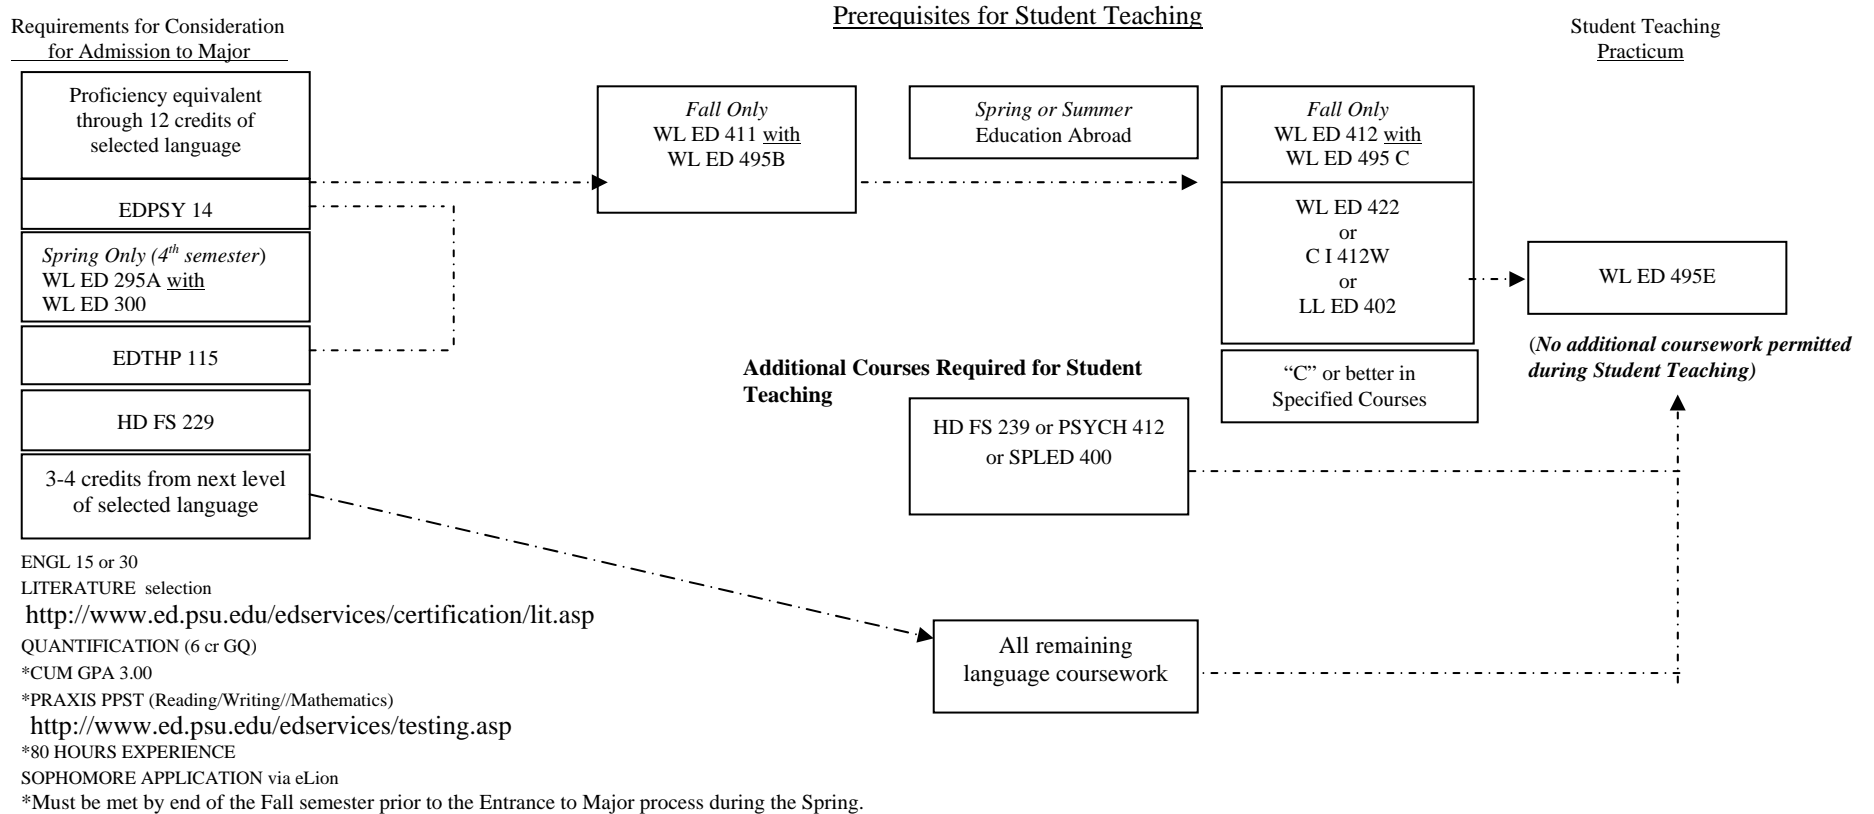 Prerequisites for Student Teaching
Requirements for Consideration
for Admission to Major
Proficiency equivalent
through 12 credits of
selected language
EDPSY 14
Spring Only (4th semester)
WL ED 295A with
WL ED 300
EDTHP 115
HD FS 229
3-4 credits from next level
of selected language
ENGL 15 or 30
LITERATURE selection
http://www.ed.psu.edu/edservices/certification/lit.asp
QUANTIFICATION (6 cr GQ)
*CUM GPA 3.00
*PRAXIS PPST (Reading/Writing//Mathematics)
http://www.ed.psu.edu/edservices/testing.asp
*80 HOURS EXPERIENCE
SOPHOMORE APPLICATION via eLion
*Must be met by end of the Fall semester prior to the Entrance to Major process during the Spring.
Fall Only
WL ED 411 with
WL ED 495B
Spring or Summer
Education Abroad
Fall Only
WL ED 412 with
WL ED 495 C
WL ED 422
or
C I 412W
or
LL ED 402
"C" or better in
Specified Courses
Additional Courses Required for Student
Teaching
HD FS 239 or PSYCH 412
or SPLED 400
All remaining
language coursework
Student Teaching
Practicum
WL ED 495E
(No additional coursework permitted
during Student Teaching)